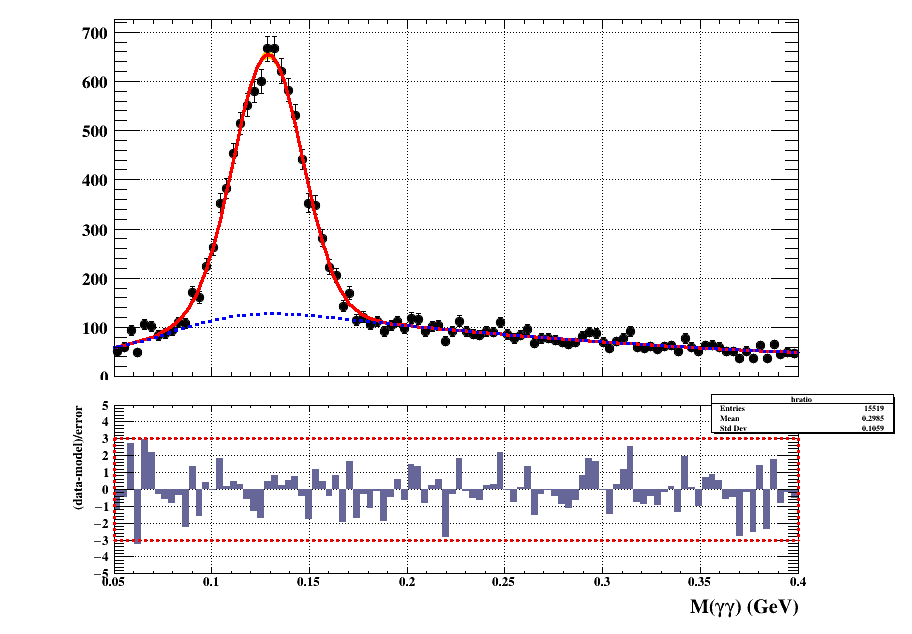 700
600
500
400
300
200
100
0
(data-model)/error
5
4
3
2
1
0
−1
−2
−3
−4
−5
hratio
Entries 15519
Mean 0.2985
Std Dev 0.1059
0.05 0.1 0.15 0.2 0.25 0.3 0.35 0.4
M(γγ) (GeV)